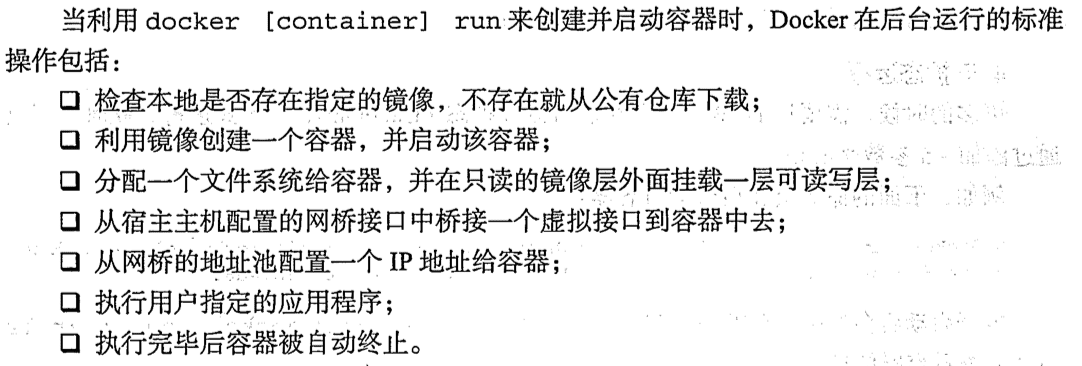 当利用 docker [container] run 来创建并启动容器时，Docker 在后台运行的标准
操作包括：
❑ 检查本地是否存在指定的镜像，不存在就从公有仓库下载；
❑ 利用镜像创建一个容器，并启动该容器；
❑ 分配一个文件系统给容器，并在只读的镜像层外面挂载一层可读写层；
❑ 从宿主主机配置的网桥接口中桥接一个虚拟接口到容器中去；
❑ 从网桥的地址池配置一个 IP 地址给容器；
❑ 执行用户指定的应用程序；
❑ 执行完毕后容器被自动终止。